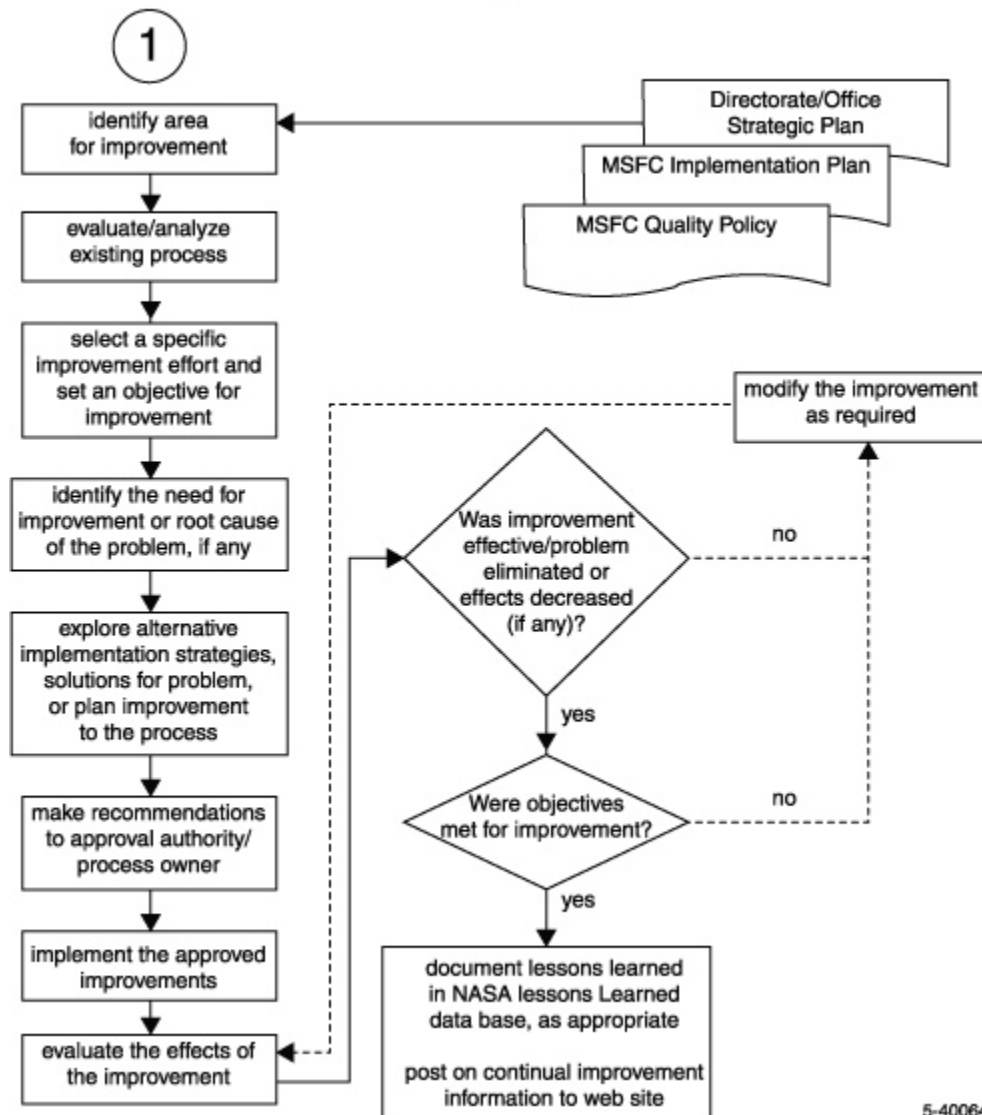 1
identify area
for improvement
Directorate/Office
Strategic Plan
MSFC Implementation Plan
MSFC Quality Policy
evaluate/analyze
existing process
select a specific
improvement effort and
set an objective for
improvement
modify the improvement
as required
identify the need for
improvement or root cause
of the problem, if any
Was improvement
effective/problem
eliminated or
effects decreased
(if any)?
no
explore alternative
implementation strategies,
solutions for problem,
or plan improvement
to the process
yes
make recommendations
to approval authority/
process owner
Were objectives
met for improvement?
no
yes
implement the approved
improvements
evaluate the effects of
the improvement
document lessons learned
in NASA lessons Learned
data base, as appropriate
post on continual improvement
information to web site
5-40064